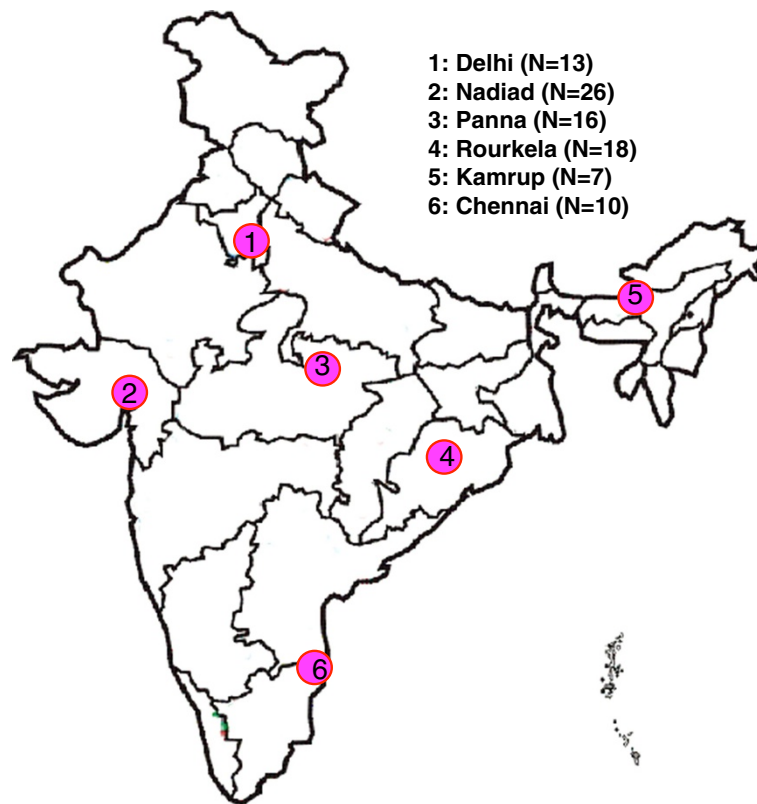 1: Delhi (N=13)
2: Nadiad (N=26)
3: Panna (N=16)
4: Rourkela (N=18)
5: Kamrup (N=7)
6: Chennai (N=10)
1
5
3
2
4
6